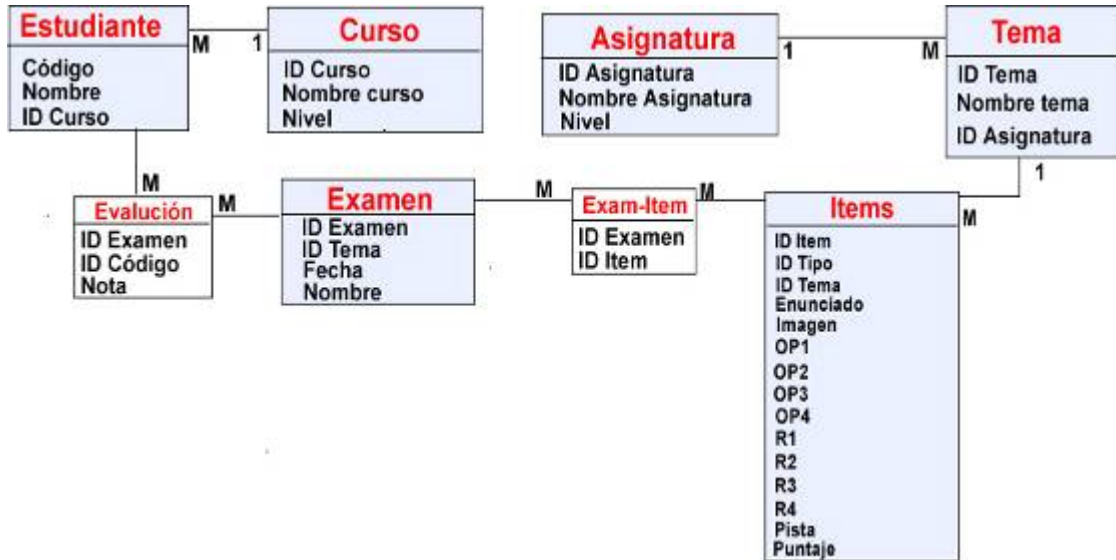 Estudiante
Código
Nombre
ID Curso
M
1
Curso
ID Curso
Nombre curso
Nivel
Asignatura
ID Asignatura
Nombre Asignatura
Nivel
1
M
Tema
ID Tema
Nombre tema
ID Asignatura
M
Evalución
ID Examen
ID Código
Nota
M
Examen
ID Examen
ID Tema
Fecha
Nombre
M
Exam-Item
ID Examen
ID Item
M
1
M
Items
ID Item
ID Tipo
ID Tema
Enunciado
Imagen
OP1
OP2
OP3
OP4
R1
R2
R3
R4
Pista
Puntaje